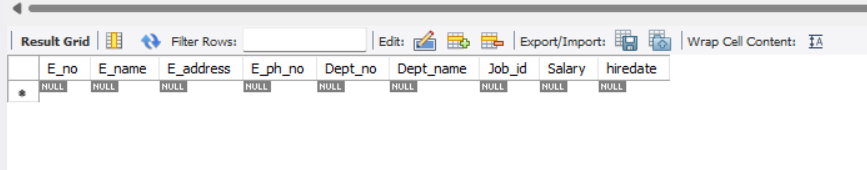 Result Grid Filter Rows: Edit: Export/Import: Wrap Cell Content: IA
E_no E_name E_address E_ph_no Dept_no Dept_name Job_id Salary hiredate
NULL NULL NULL NULL NULL NULL NULL NULL NULL